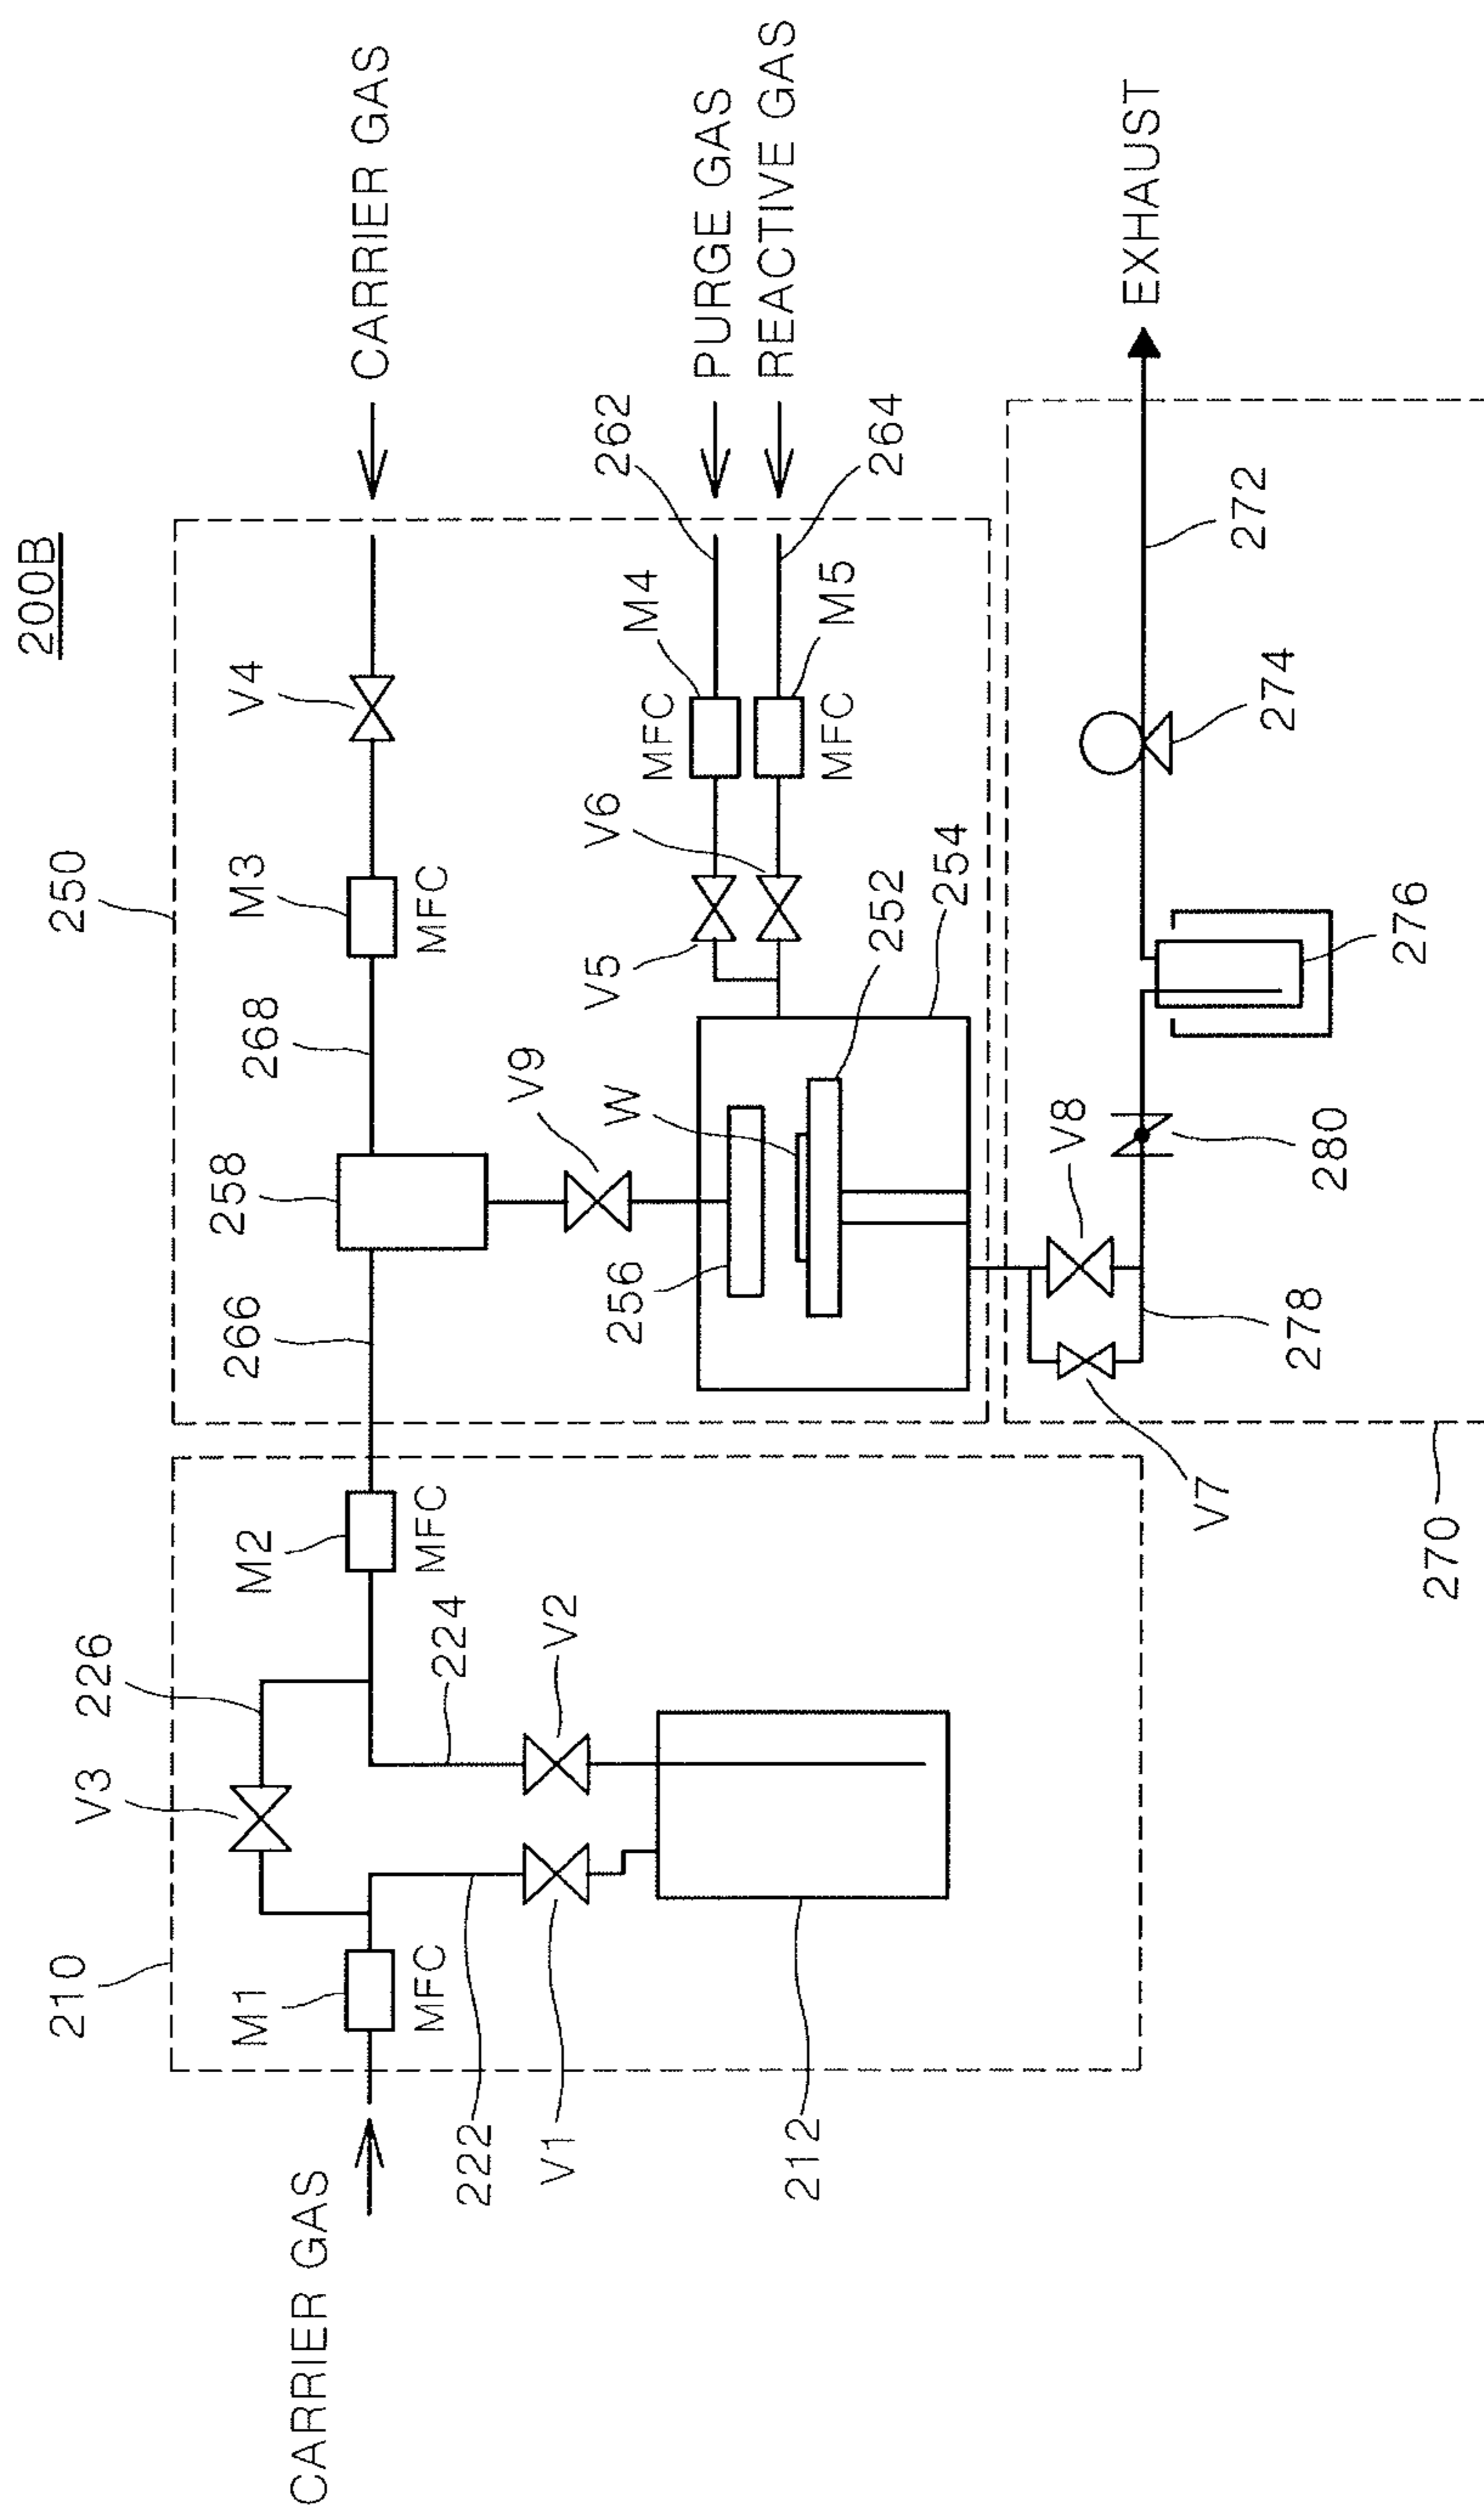 200B
CARRIER GAS
M1
MFC
210
V3
226
M2
MFC
222
V1
212
224
V2
250
266
258
268
M3
MFC
V4
CARRIER GAS
V9
W
256
V5
V6
252
254
MFC
M4
MFC
M5
262
264
PURGE GAS
REACTIVE GAS
270
V7
278
V8
280
276
274
272
EXHAUST